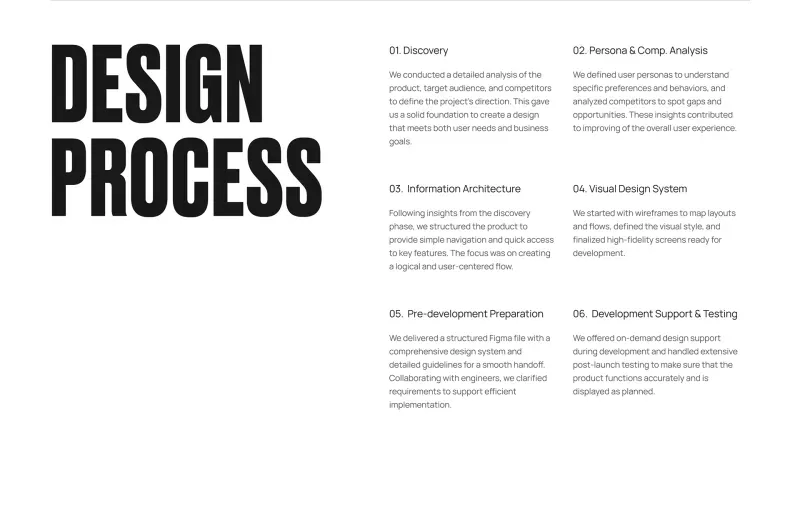 DESIGN
PROCESS
01. Discovery
We conducted a detailed analysis of the
product, target audience, and competitors
to define the project's direction. This gave
us a solid foundation to create a design
that meets both user needs and business
goals.
02. Persona & Comp. Analysis
We defined user personas to understand
specific preferences and behaviors, and
analyzed competitors to spot gaps and
opportunities. These insights contributed
to improving of the overall user experience.
03. Information Architecture
Following insights from the discovery
phase, we structured the product to
provide simple navigation and quick access
to key features. The focus was on creating
a logical and user-centered flow.
04. Visual Design System
We started with wireframes to map layouts
and flows, defined the visual style, and
finalized high-fidelity screens ready for
development.
05. Pre-development Preparation
We delivered a structured Figma file with a
comprehensive design system and
detailed guidelines for a smooth handoff.
Collaborating with engineers, we clarified
requirements to support efficient
implementation.
06. Development Support & Testing
We offered on-demand design support
during development and handled extensive
post-launch testing to make sure that the
product functions accurately and is
displayed as planned.